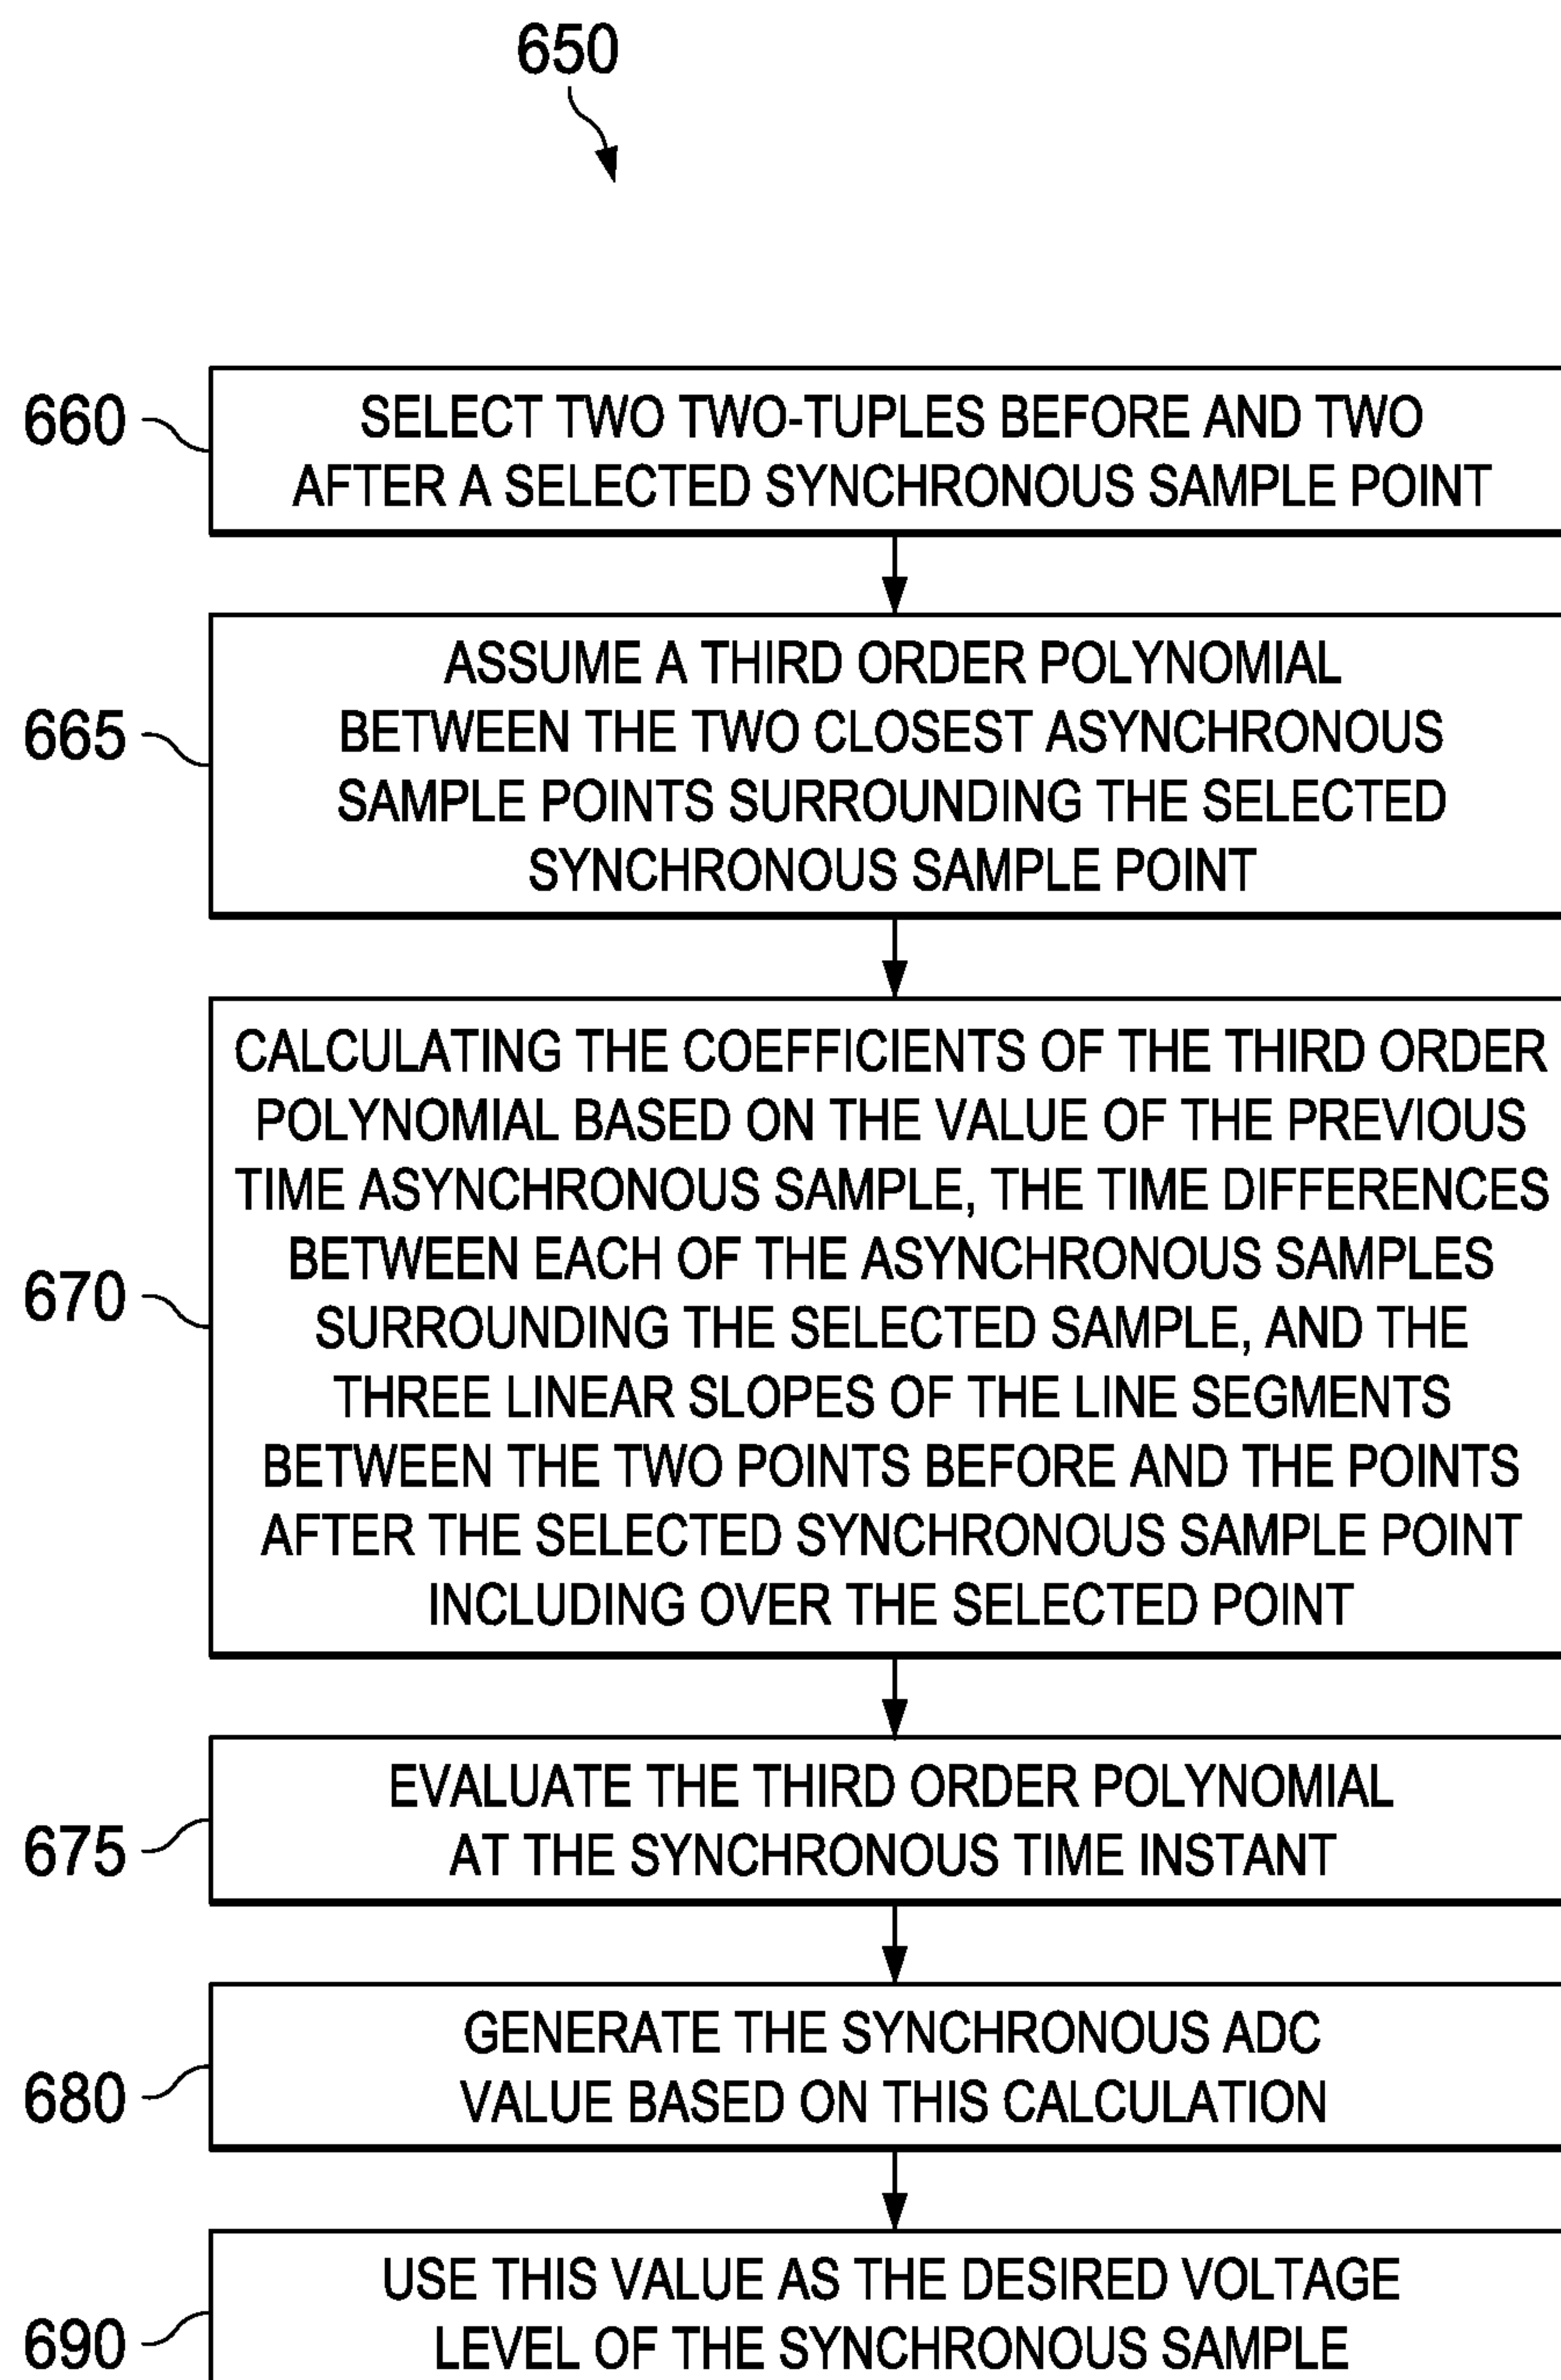 650
660
SELECT TWO TWO-TUPLES BEFORE AND TWO
AFTER A SELECTED SYNCHRONOUS SAMPLE POINT
665
ASSUME A THIRD ORDER POLYNOMIAL
BETWEEN THE TWO CLOSEST ASYNCHRONOUS
SAMPLE POINTS SURROUNDING THE SELECTED
SYNCHRONOUS SAMPLE POINT
670
CALCULATING THE COEFFICIENTS OF THE THIRD ORDER
POLYNOMIAL BASED ON THE VALUE OF THE PREVIOUS
TIME ASYNCHRONOUS SAMPLE, THE TIME DIFFERENCES
BETWEEN EACH OF THE ASYNCHRONOUS SAMPLES
SURROUNDING THE SELECTED SAMPLE, AND THE
THREE LINEAR SLOPES OF THE LINE SEGMENTS
BETWEEN THE TWO POINTS BEFORE AND THE POINTS
AFTER THE SELECTED SYNCHRONOUS SAMPLE POINT
INCLUDING OVER THE SELECTED POINT
675
EVALUATE THE THIRD ORDER POLYNOMIAL
AT THE SYNCHRONOUS TIME INSTANT
680
GENERATE THE SYNCHRONOUS ADC
VALUE BASED ON THIS CALCULATION
690
USE THIS VALUE AS THE DESIRED VOLTAGE
LEVEL OF THE SYNCHRONOUS SAMPLE